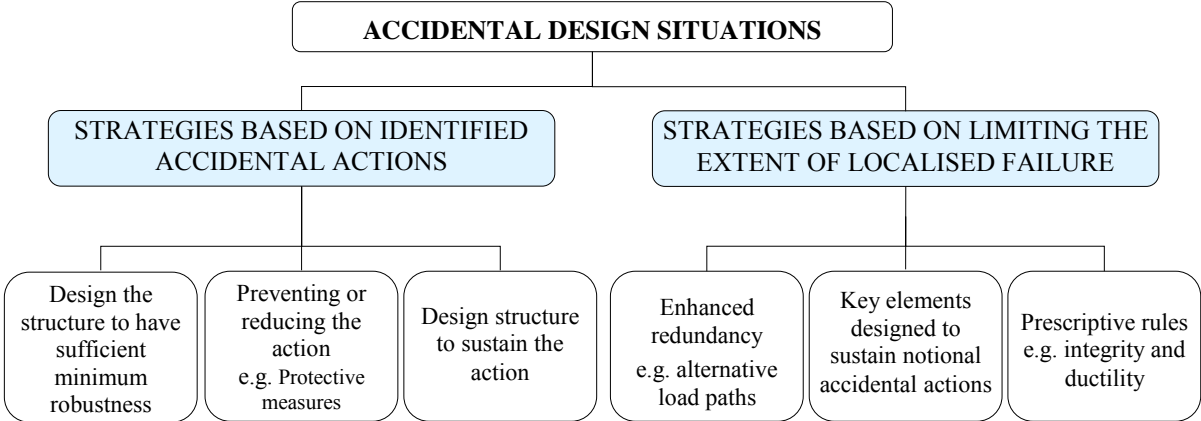 ACCIDENTAL DESIGN SITUATIONS
STRATEGIES BASED ON IDENTIFIED
ACCIDENTAL ACTIONS
STRATEGIES BASED ON LIMITING THE
EXTENT OF LOCALISED FAILURE
Design the
structure to have
sufficient
minimum
robustness
Preventing or
reducing the
action
e.g. Protective
measures
Design structure
to sustain the
action
Enhanced
redundancy
e.g. alternative
load paths
Key elements
designed to
sustain notional
accidental actions
Prescriptive rules
e.g. integrity and
ductility